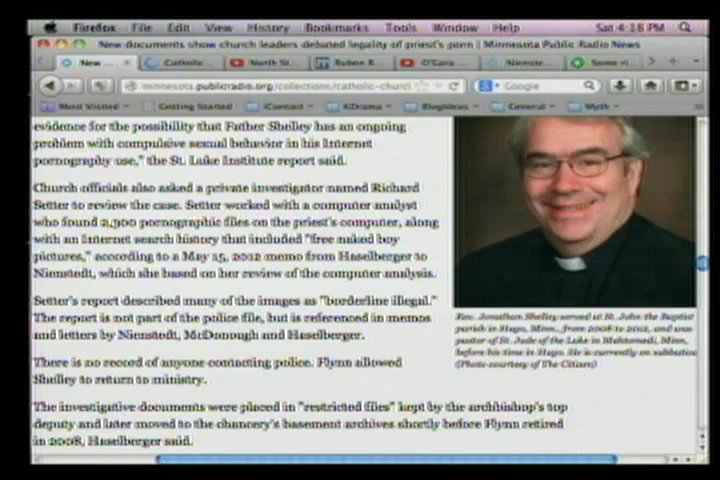 Firefox File Edit View History Bookmarks Tools Window Help Sat 4:18 PM
New documents show church leaders debated legality of priest's porn | Minnesota Public Radio News
New ... Catholic North St. Ruben R O'Gara
minnesota.publicradio.org/collections/catholic-church Google
Most Visited Getting Started iContact KDrama BlogIdeas General Myth
evidence for the possibility that Father Shelley has an ongoing
problem with compulsive sexual behavior in his Internet
pornography use," the St. Luke Institute report said.
Church officials also asked a private investigator named Richard
Setter to review the case. Setter worked with a computer analyst
who found 2,300 pornographic files on the priest's computer, along
with an Internet search history that included "free naked boy
pictures," according to a May 15, 2012 memo from Haselberger to
Nienstedt, which she based on her review of the computer analysis.
Setter's report described many of the images as "borderline illegal."
The report is not part of the police file, but is referenced in memos
and letters by Nienstedt, McDonough and Haselberger.
There is no record of anyone contacting police. Flynn allowed
Shelley to return to ministry.
The investigative documents were placed in "restricted files" kept by the archbishop's top
deputy and later moved to the chancery's basement archives shortly before Flynn retired
in 2008, Haselberger said.
Rev. Jonathan Shelley served at St. John the Baptist
parish in Hugo, Minn., from 2008 to 2012, and was
pastor of St. Jude of the Lake in Mahtomedi, Minn,
before his time in Hugo. He is currently on sabbatical
(Photo courtesy of The Citizen)